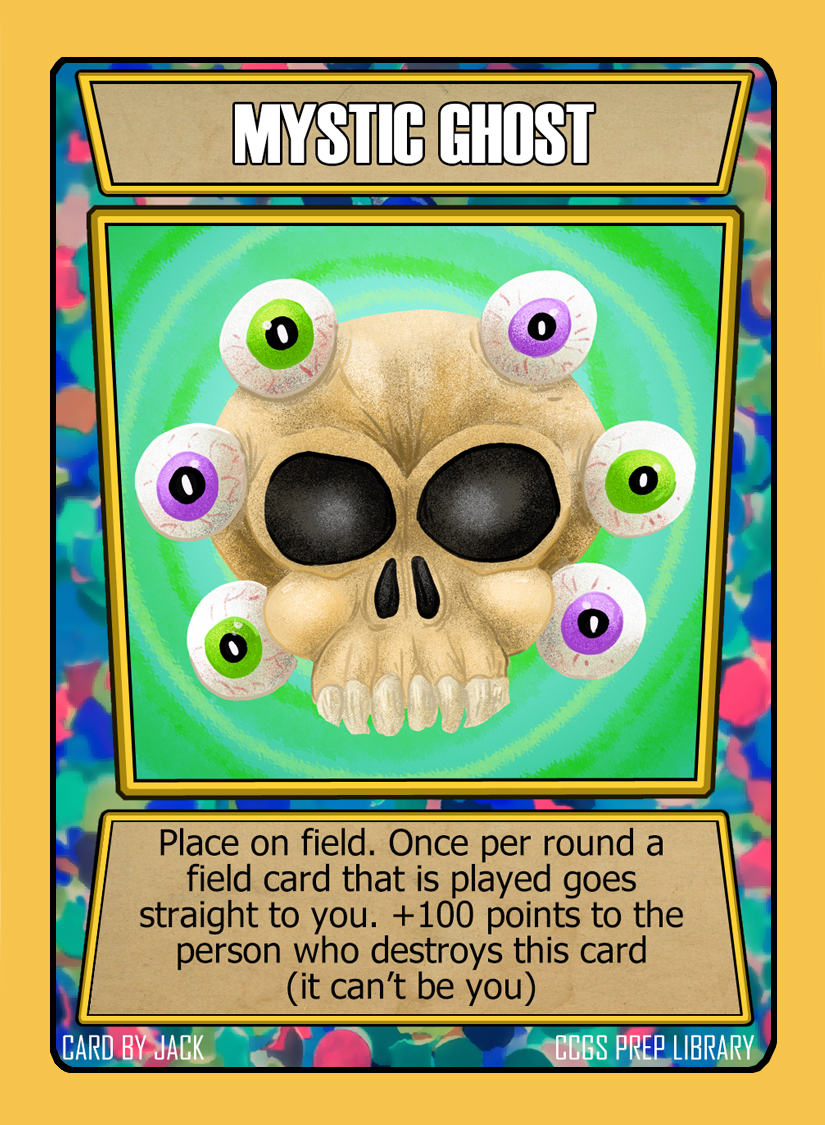 MYSTIC GHOST
Place on field. Once per round a
field card that is played goes
straight to you. +100 points to the
person who destroys this card
(it can't be you)
CARD BY JACK
CCGS PREP LIBRARY